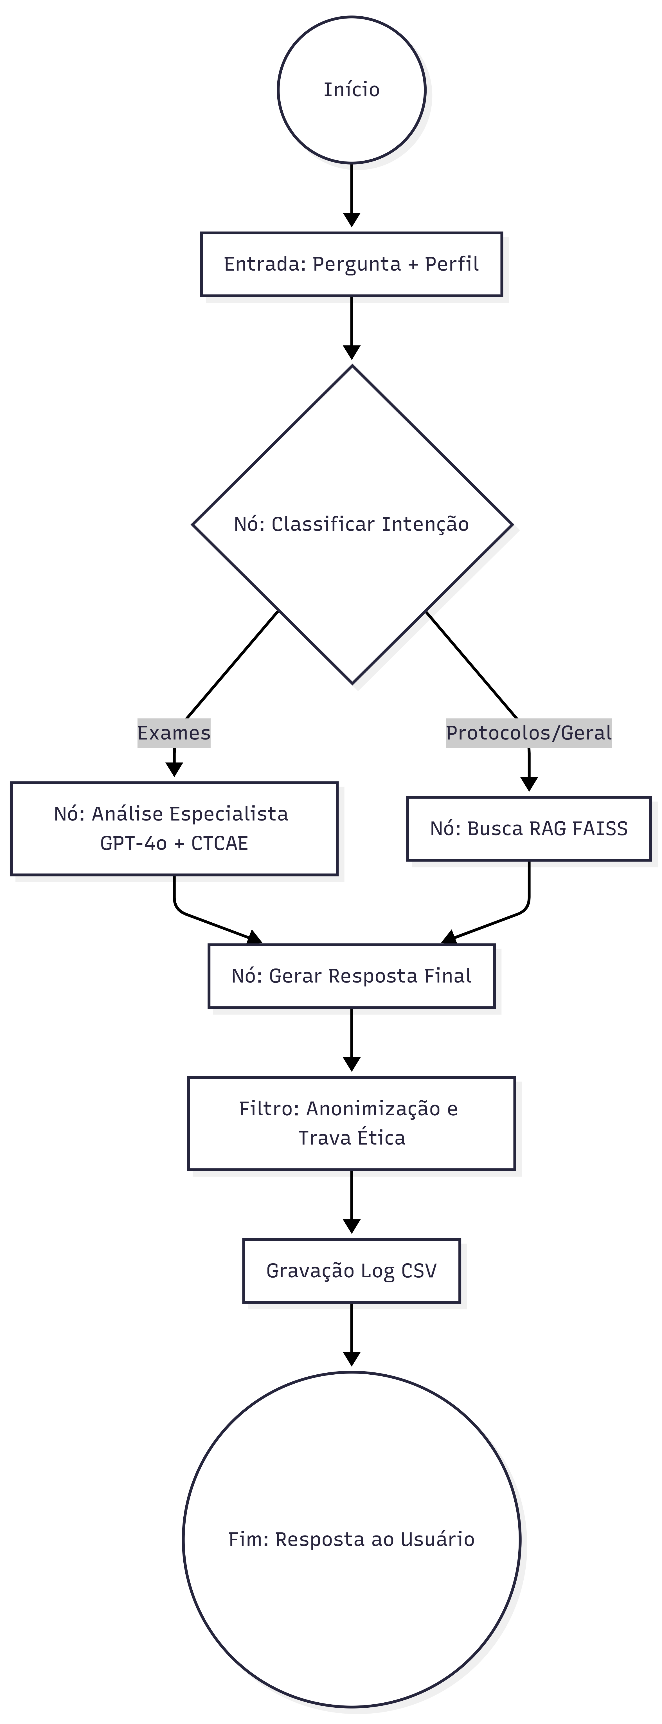 Início
Entrada: Pergunta + Perfil
Nó: Classificar Intenção
Exames
Protocolos/Geral
Nó: Análise Especialista
GPT-4o + CTCAE
Nó: Busca RAG FAISS
Nó: Gerar Resposta Final
Filtro: Anonimização e
Trava Ética
Gravação Log CSV
Fim: Resposta ao Usuário